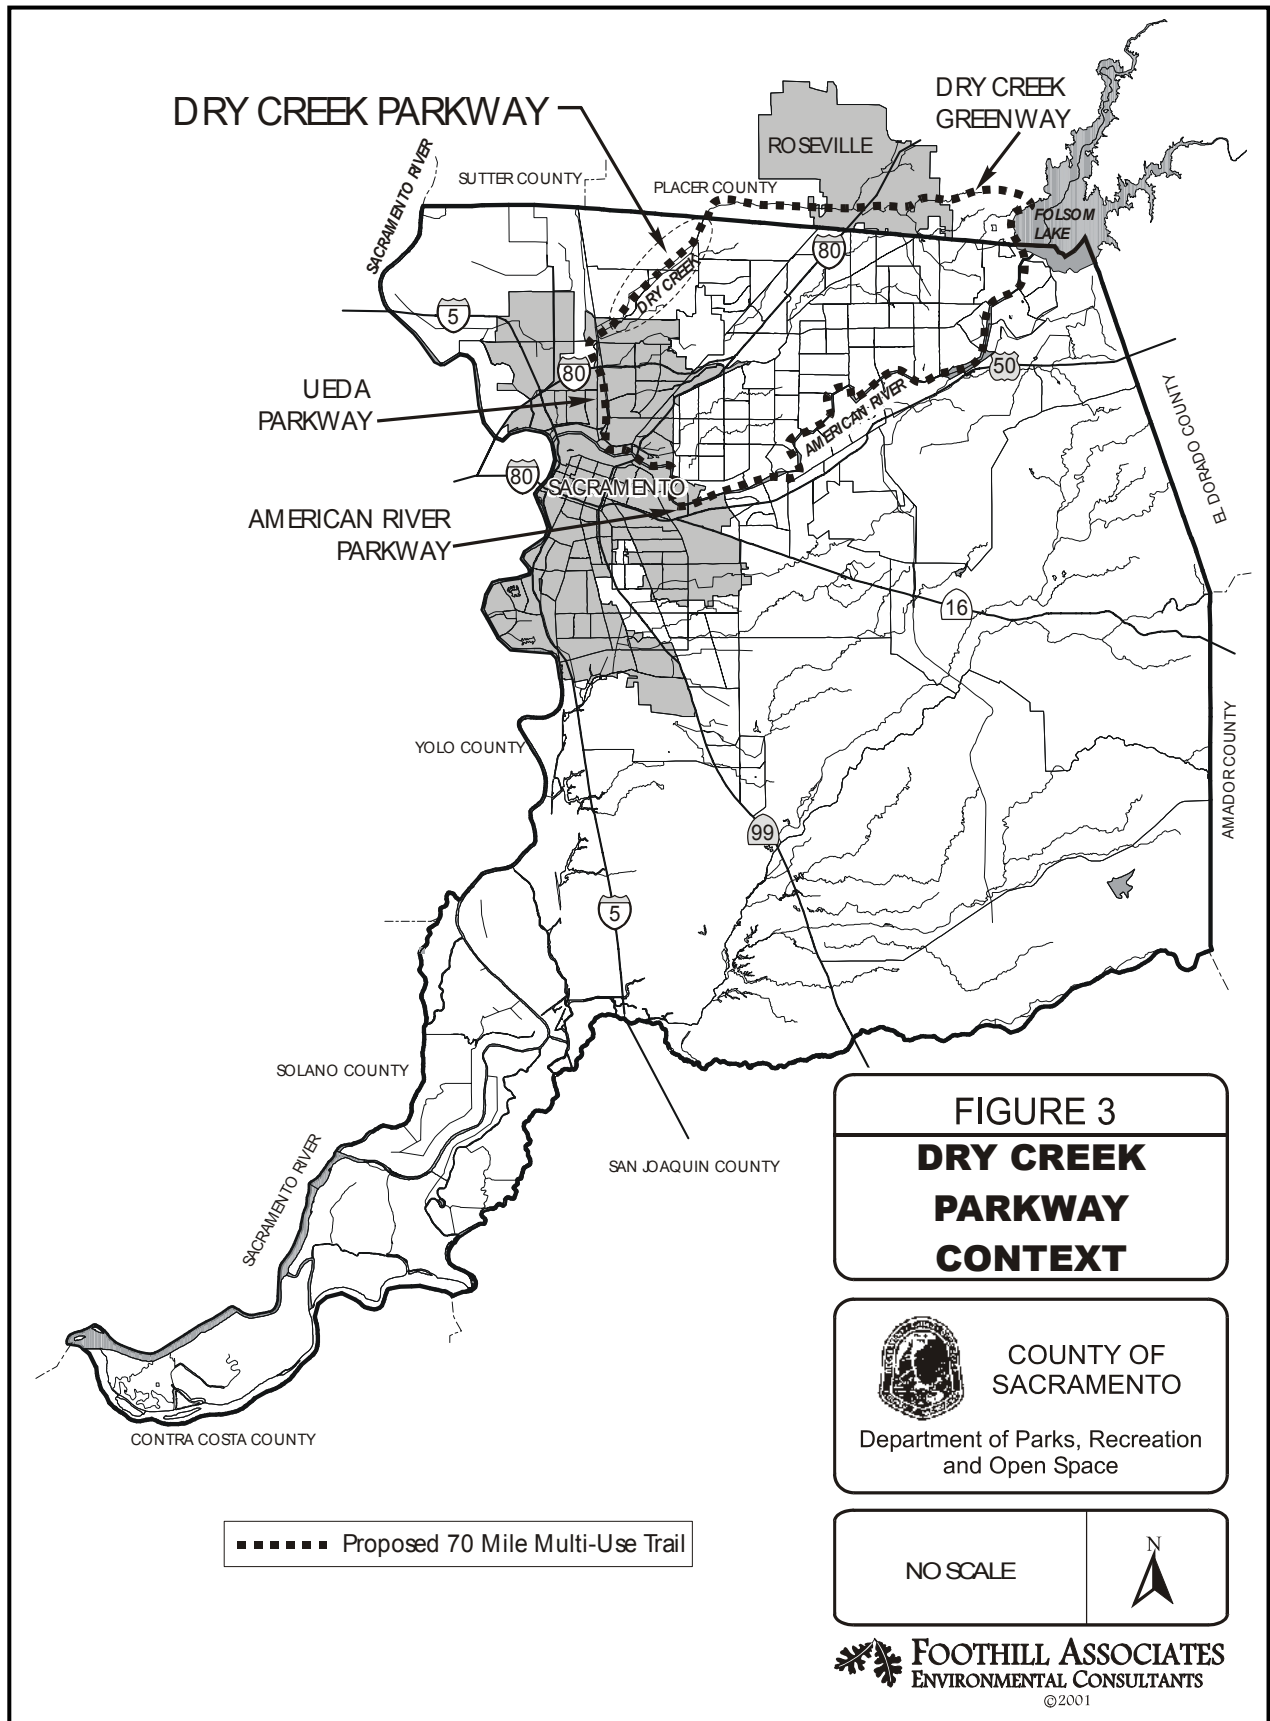 DRY CREEK PARKWAY
DRY CREEK
GREENWAY
ROSEVILLE
SACRAMENTO RIVER
SUTTER COUNTY
PLACER COUNTY
FOLSOM
LAKE
80
DRY CREEK
5
80
50
UEDA
PARKWAY
AMERICAN RIVER
EL DORADO COUNTY
80
SACRAMENTO
AMERICAN RIVER
PARKWAY
16
YOLO COUNTY
AMADOR COUNTY
99
5
SOLANO COUNTY
SACRAMENTO RIVER
SAN JOAQUIN COUNTY
CONTRA COSTA COUNTY
FIGURE 3
DRY CREEK
PARKWAY
CONTEXT
COUNTY OF
SACRAMENTO
Department of Parks, Recreation
and Open Space
Proposed 70 Mile Multi-Use Trail
NO SCALE
N
FOOTHILL ASSOCIATES
ENVIRONMENTAL CONSULTANTS
©2001